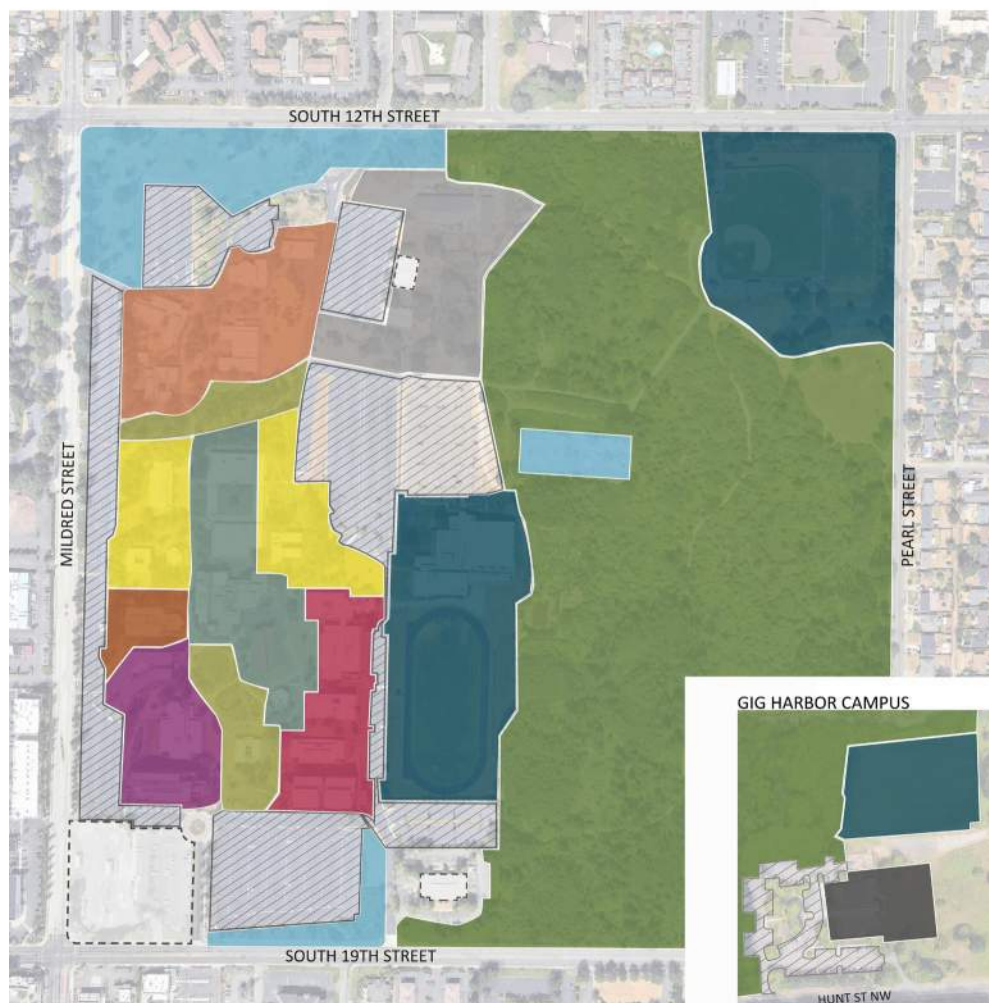 SOUTH 12TH STREET
MILDRED STREET
PEARL STREET
GIG HARBOR CAMPUS
SOUTH 19TH STREET
HUNT ST NW